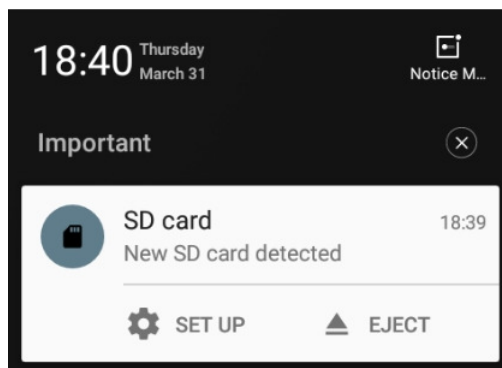 18:40 Thursday
March 31
Notice M...
Important
SD card 18:39
New SD card detected
SET UP EJECT